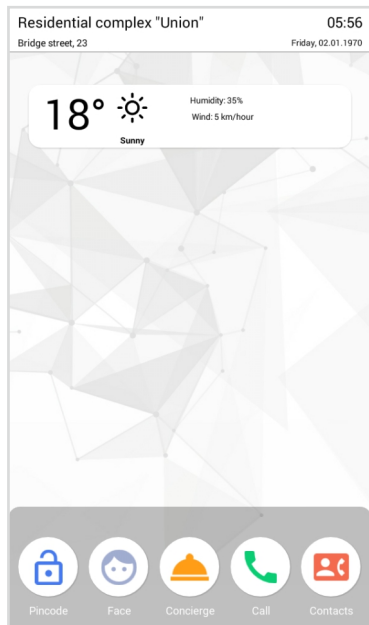 Residential complex "Union" 05:56
Bridge street, 23 Friday, 02.01.1970
18°
Humidity: 35%
Wind: 5 km/hour
Sunny
Pincode Face Concierge Call Contacts